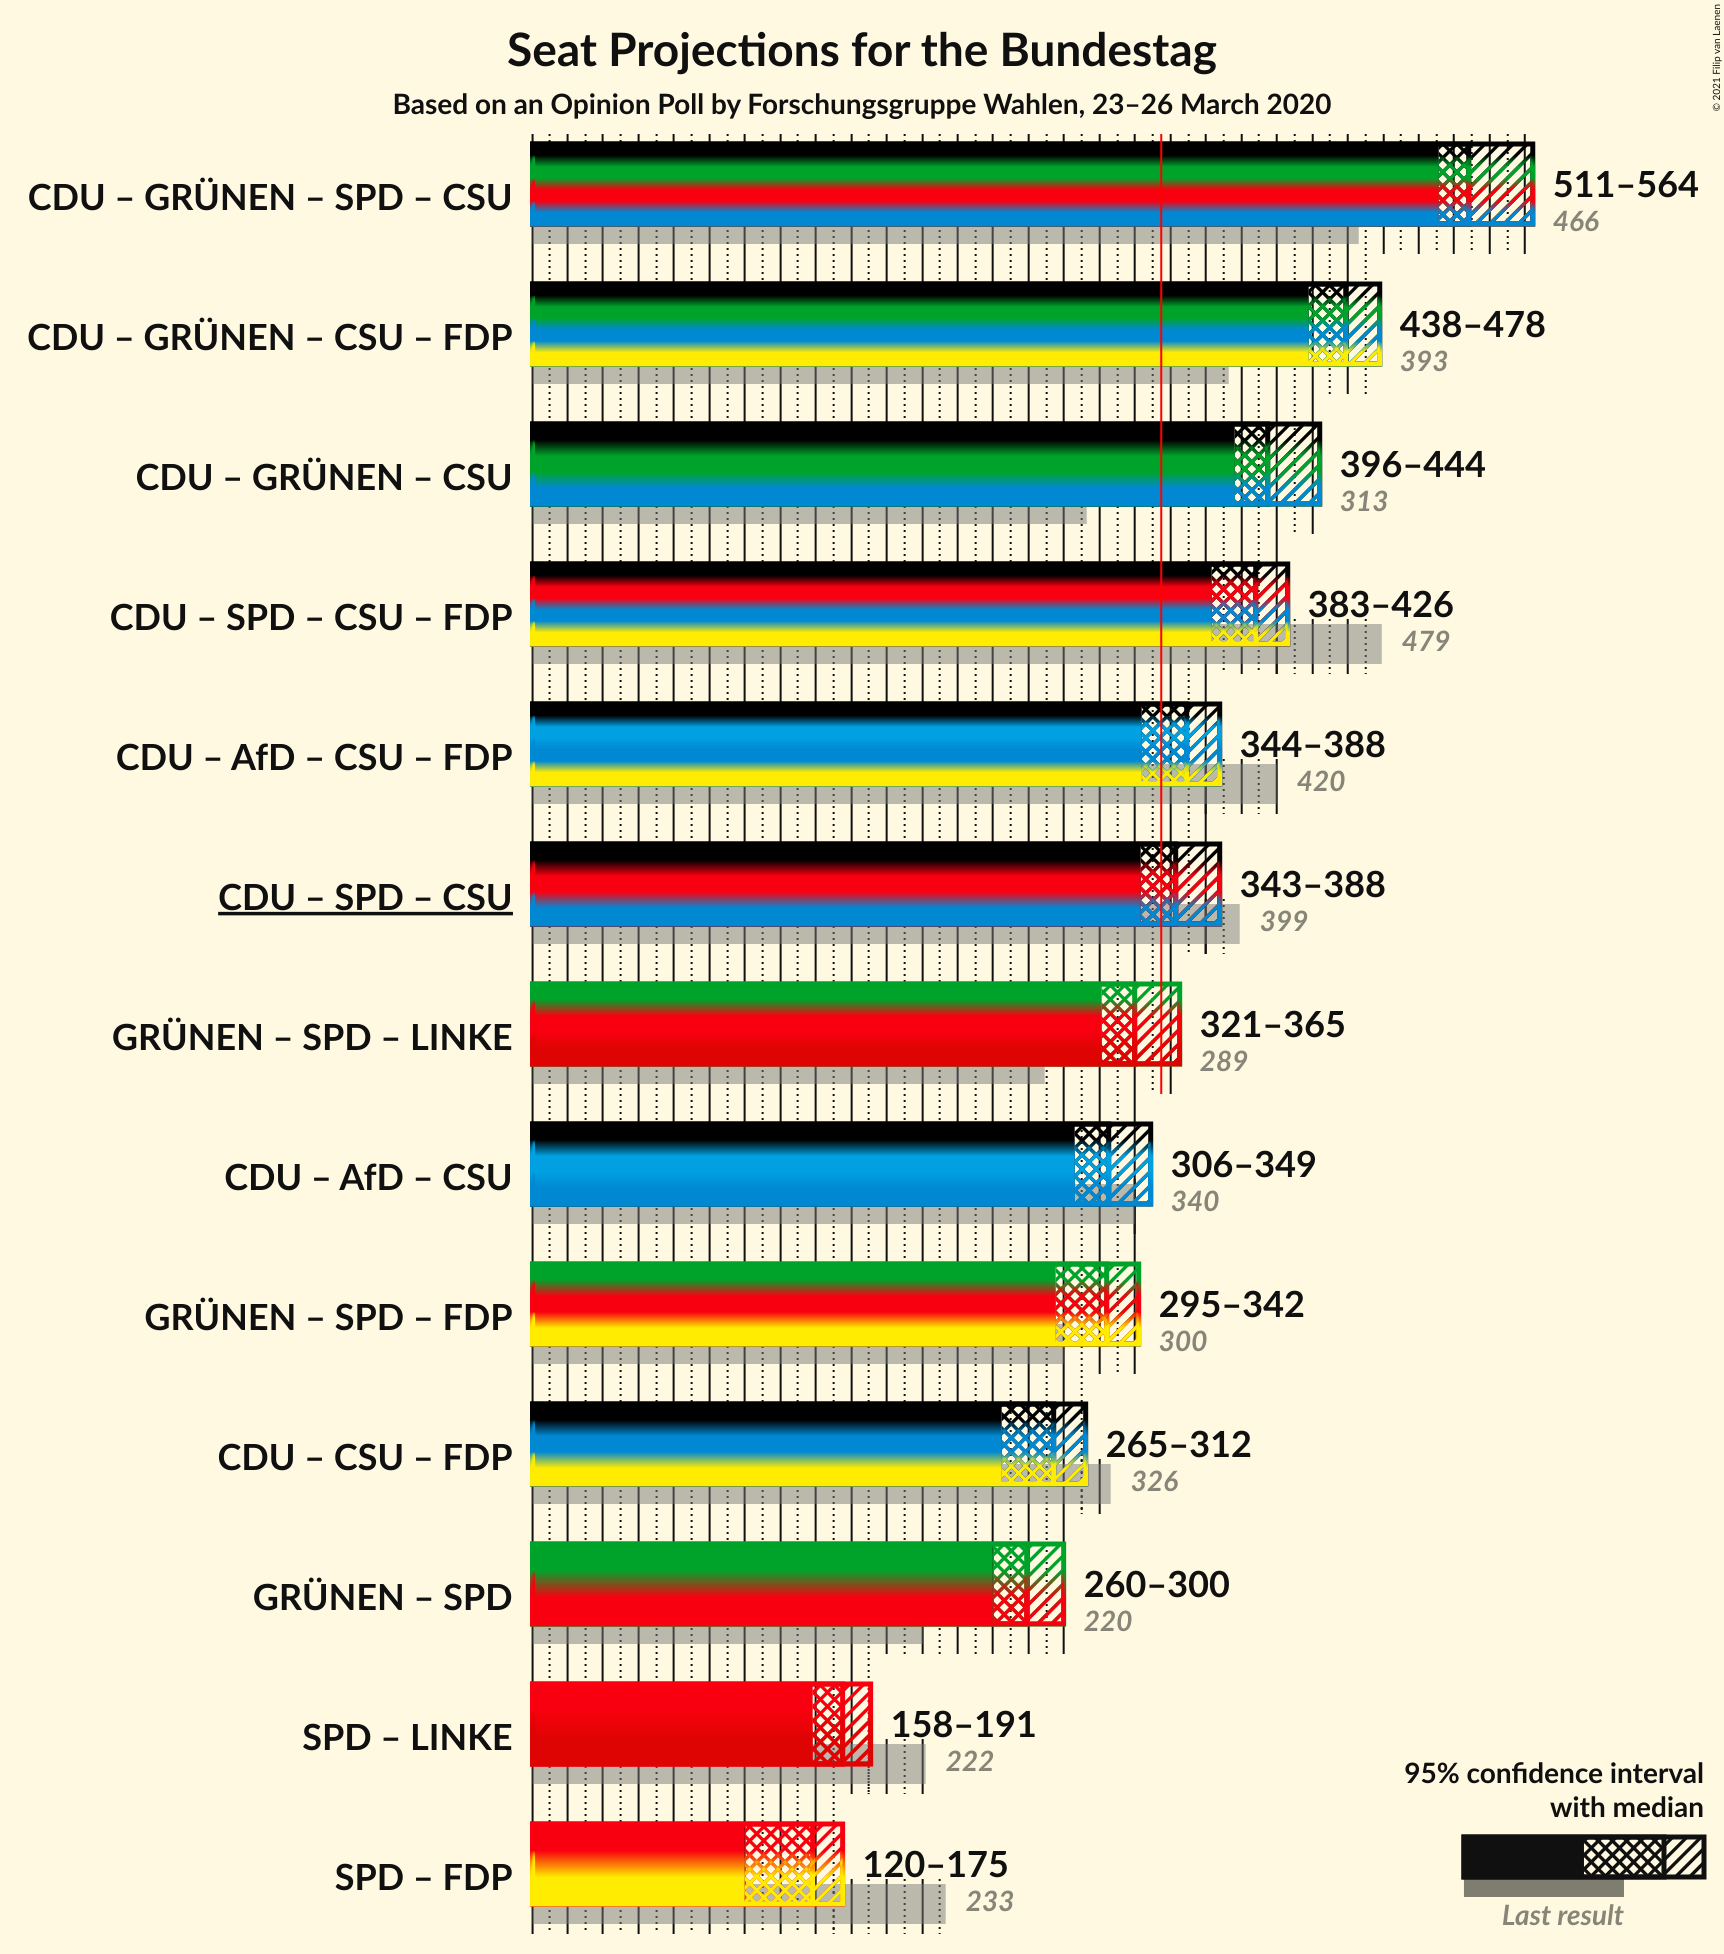 © 2021 Filip van Laenen
Seat Projections for the Bundestag
Based on an Opinion Poll by Forschungsgruppe Wahlen, 23–26 March 2020
CDU – GRÜNEN – SPD – CSU
511–564
466
CDU – GRÜNEN – CSU – FDP
438–478
393
CDU – GRÜNEN – CSU
396–444
313
CDU – SPD – CSU – FDP
383–426
479
CDU – AfD – CSU – FDP
344–388
420
CDU – SPD – CSU
343–388
399
GRÜNEN – SPD – LINKE
321–365
289
CDU – AfD – CSU
306–349
340
GRÜNEN – SPD – FDP
295–342
300
CDU – CSU – FDP
265–312
326
GRÜNEN – SPD
260–300
220
SPD – LINKE
158–191
222
SPD – FDP
120–175
233
95% confidence interval
with median
Last result